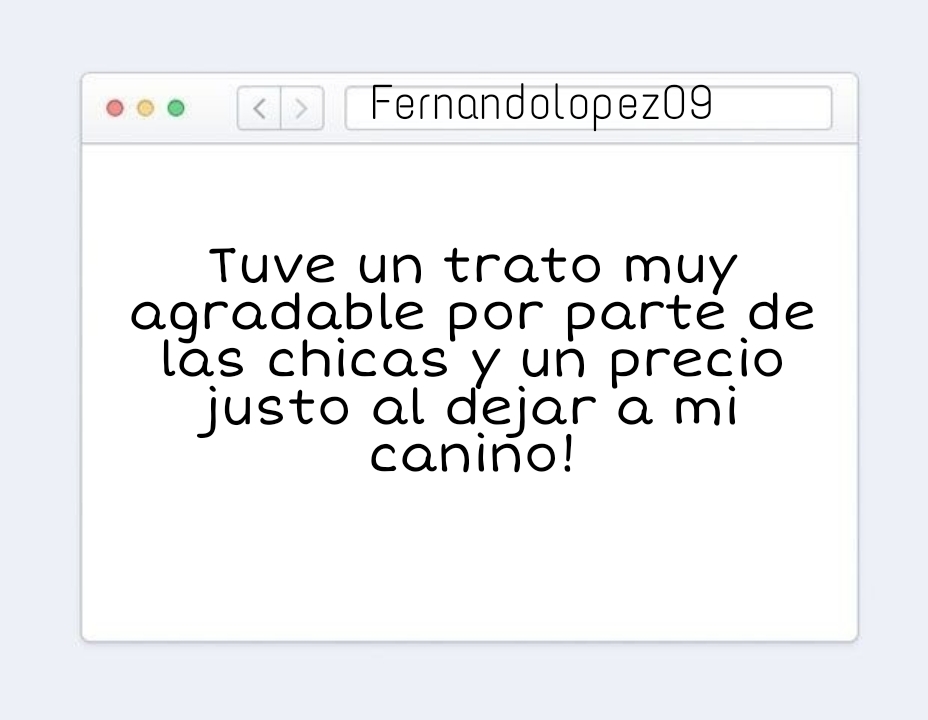 Fernandolopez09
Tuve un trato muy
agradable por parte de
las chicas y un precio
justo al dejar a mi
canino!